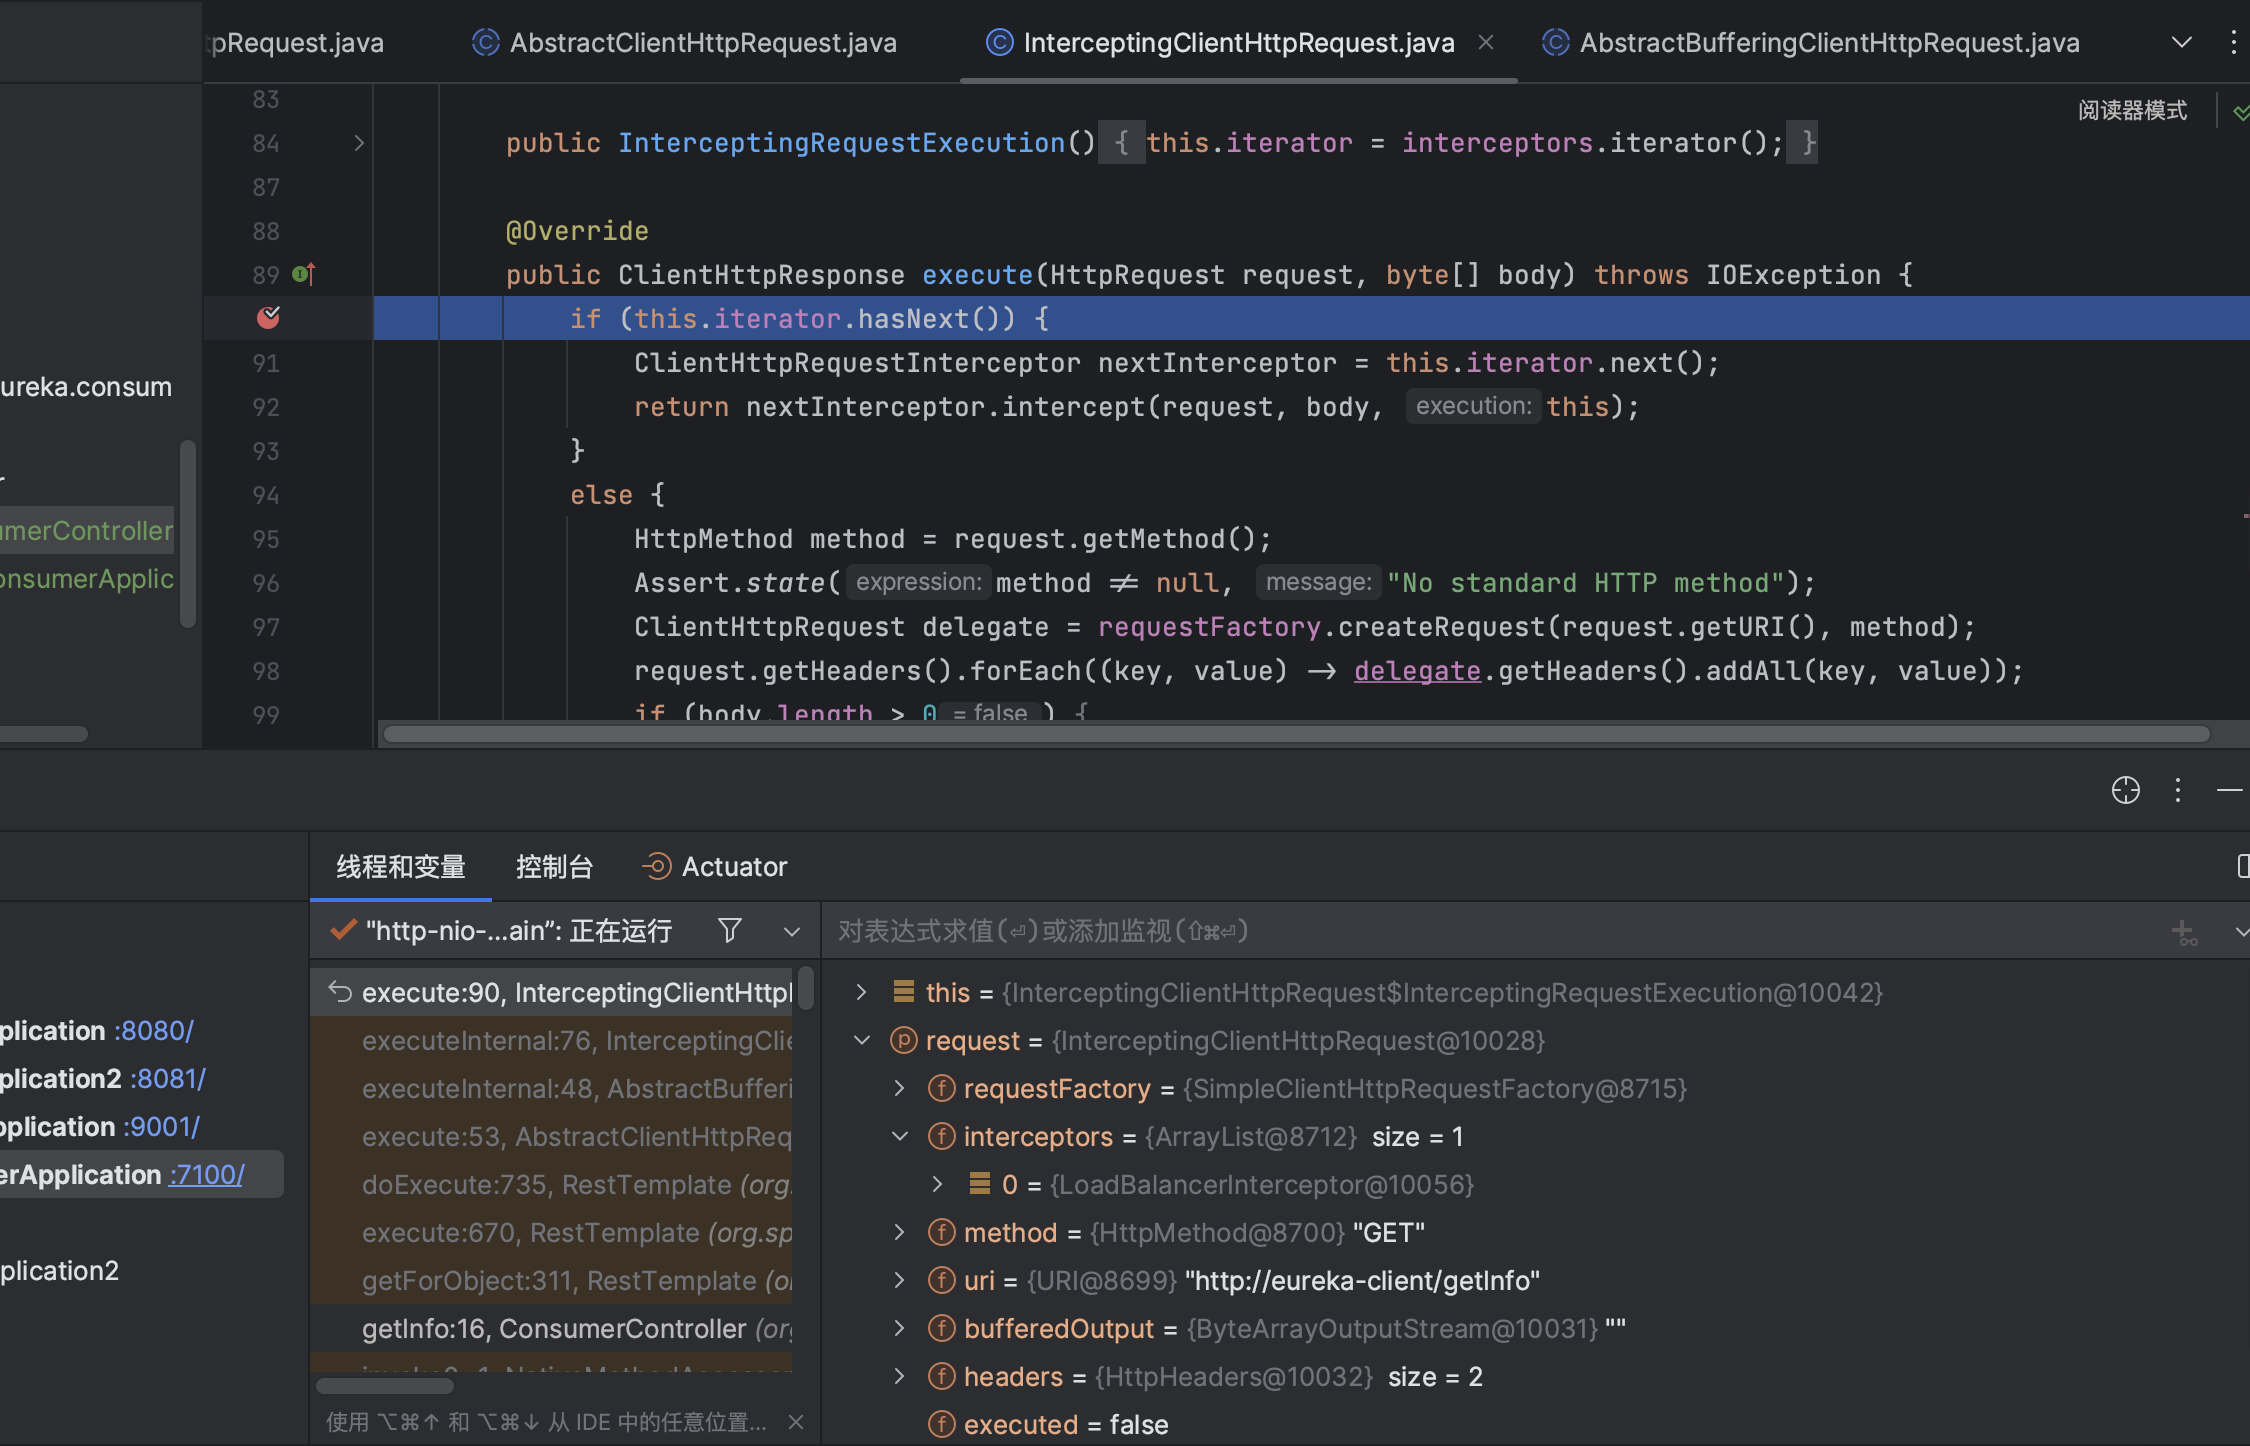 pRequest.java
AbstractClientHttpRequest.java
InterceptingClientHttpRequest.java
AbstractBufferingClientHttpRequest.java
阅读器模式
83
84 public InterceptingRequestExecution() { this.iterator = interceptors.iterator(); }
87
88 @Override
89 public ClientHttpResponse execute(HttpRequest request, byte[] body) throws IOException {
if (this.iterator.hasNext()) {
91 ClientHttpRequestInterceptor nextInterceptor = this.iterator.next();
92 return nextInterceptor.intercept(request, body, execution: this);
93 }
94 else {
95 HttpMethod method = request.getMethod();
96 Assert.state( expression: method ≠ null, message: "No standard HTTP method");
97 ClientHttpRequest delegate = requestFactory.createRequest(request.getURI(), method);
98 request.getHeaders().forEach((key, value) → delegate.getHeaders().addAll(key, value));
99 if (body.length > 0 = false ) {
ureka.consum
r
umerController
onsumerApplic
线程和变量
控制台
Actuator
"http-nio-...ain”: 正在运行
对表达式求值(⏎)或添加监视(⇧⌘⏎)
plication :8080/
plication2 :8081/
pplication :9001/
erApplication :7100/
plication2
execute:90, InterceptingClientHttpI
executeInternal:76, InterceptingClie
executeInternal:48, AbstractBufferi
execute:53, AbstractClientHttpReq
doExecute:735, RestTemplate (org.
execute:670, RestTemplate (org.sp
getForObject:311, RestTemplate (or
getInfo:16, ConsumerController (org
使用 ⌥⌘↑ 和 ⌥⌘↓ 从 IDE 中的任意位置...
this = {InterceptingClientHttpRequest$InterceptingRequestExecution@10042}
request = {InterceptingClientHttpRequest@10028}
requestFactory = {SimpleClientHttpRequestFactory@8715}
interceptors = {ArrayList@8712} size = 1
0 = {LoadBalancerInterceptor@10056}
method = {HttpMethod@8700} "GET"
uri = {URI@8699} "http://eureka-client/getInfo"
bufferedOutput = {ByteArrayOutputStream@10031} ""
headers = {HttpHeaders@10032} size = 2
executed = false